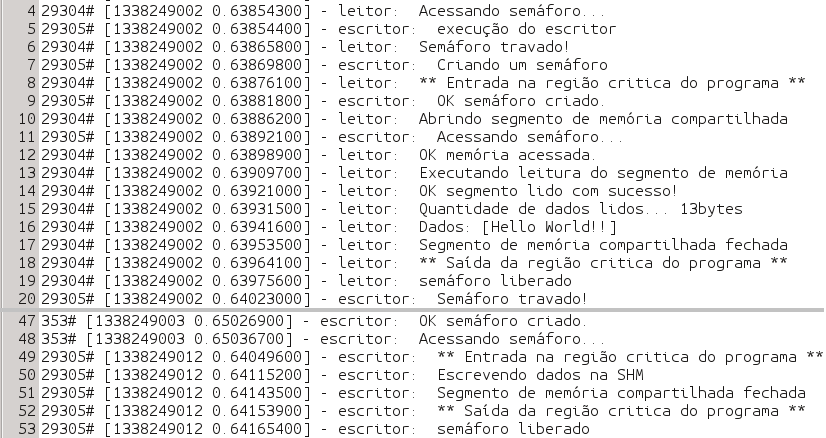 4 29304# [1338249002 0.63854300] - leitor: Acessando semáforo...
5 29305# [1338249002 0.63854400] - escritor: execução do escritor
6 29304# [1338249002 0.63865800] - leitor: Semáforo travado!
7 29305# [1338249002 0.63869800] - escritor: Criando um semáforo
8 29304# [1338249002 0.63876100] - leitor: ** Entrada na região critica do programa **
9 29305# [1338249002 0.63881800] - escritor: OK semáforo criado.
10 29304# [1338249002 0.63886200] - leitor: Abrindo segmento de memória compartilhada
11 29305# [1338249002 0.63892100] - escritor: Acessando semáforo...
12 29304# [1338249002 0.63898900] - leitor: OK memória acessada.
13 29304# [1338249002 0.63909700] - leitor: Executando leitura do segmento de memória
14 29304# [1338249002 0.63921000] - leitor: OK segmento lido com sucesso!
15 29304# [1338249002 0.63931500] - leitor: Quantidade de dados lidos... 13bytes
16 29304# [1338249002 0.63941600] - leitor: Dados: [Hello World!!]
17 29304# [1338249002 0.63953500] - leitor: Segmento de memória compartilhada fechada
18 29304# [1338249002 0.63964100] - leitor: ** Saída da região critica do programa **
19 29304# [1338249002 0.63975600] - leitor: semáforo liberado
20 29305# [1338249002 0.64023000] - escritor: Semáforo travado!
47 353# [1338249003 0.65026900] - escritor: OK semáforo criado.
48 353# [1338249003 0.65036700] - escritor: Acessando semáforo...
49 29305# [1338249012 0.64049600] - escritor: ** Entrada na região critica do programa **
50 29305# [1338249012 0.64115200] - escritor: Escrevendo dados na SHM
51 29305# [1338249012 0.64143500] - escritor: Segmento de memória compartilhada fechada
52 29305# [1338249012 0.64153900] - escritor: ** Saída da região critica do programa **
53 29305# [1338249012 0.64165400] - escritor: semáforo liberado